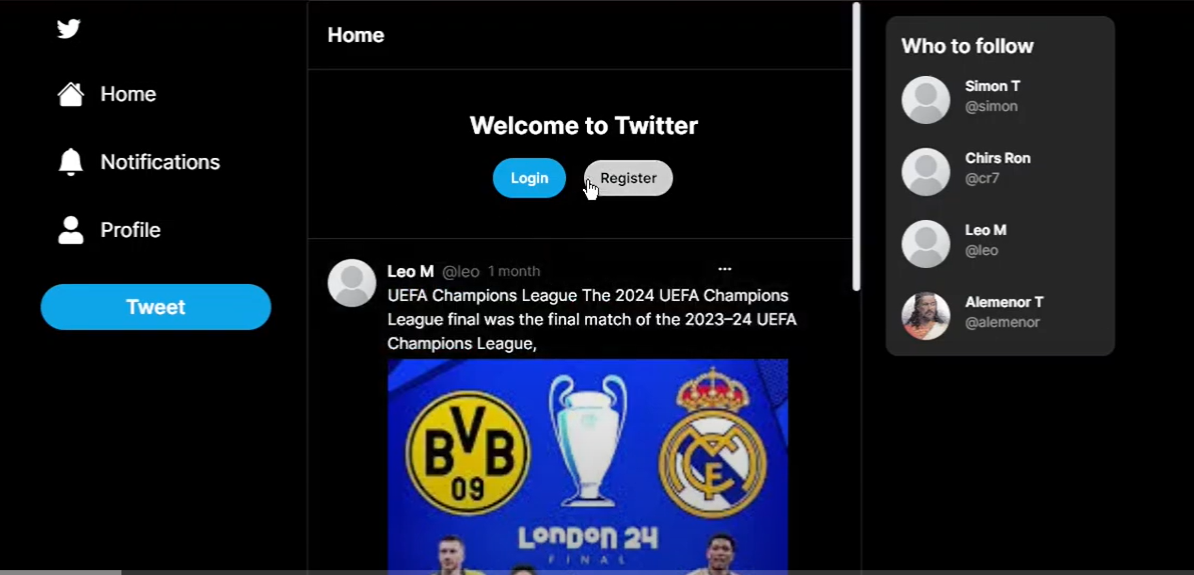 Home
Notifications
Profile
Tweet
Home
Welcome to Twitter
Login
Register
Leo M @leo 1 month
...
UEFA Champions League The 2024 UEFA Champions
League final was the final match of the 2023–24 UEFA
Champions League,
BVB
09
LONDON 24
FINAL
Who to follow
Simon T
@simon
Chirs Ron
@cr7
Leo M
@leo
Alemenor T
@alemenor